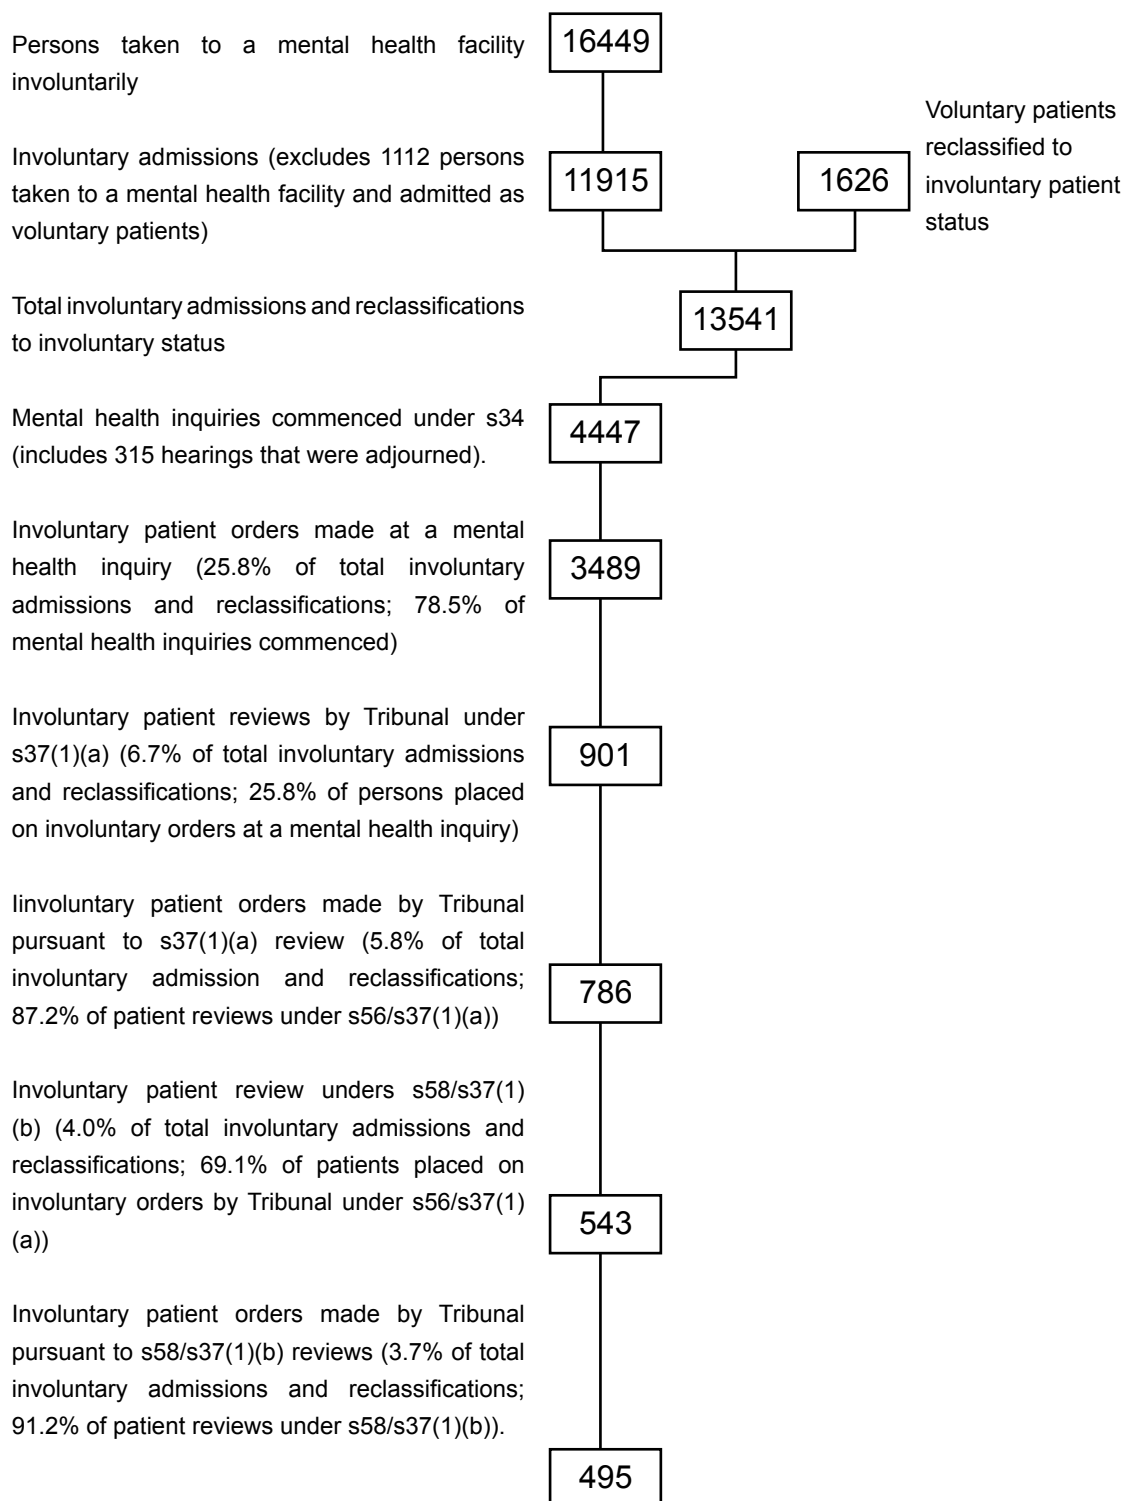 Persons taken to a mental health facility
involuntarily
16449
Involuntary admissions (excludes 1112 persons
taken to a mental health facility and admitted as
voluntary patients)
11915
1626
Voluntary patients
reclassified to
involuntary patient
status
Total involuntary admissions and reclassifications
to involuntary status
13541
Mental health inquiries commenced under s34
(includes 315 hearings that were adjourned).
4447
Involuntary patient orders made at a mental
health inquiry (25.8% of total involuntary
admissions and reclassifications; 78.5% of
mental health inquiries commenced)
3489
Involuntary patient reviews by Tribunal under
s37(1)(a) (6.7% of total involuntary admissions
and reclassifications; 25.8% of persons placed
on involuntary orders at a mental health inquiry)
901
Iinvoluntary patient orders made by Tribunal
pursuant to s37(1)(a) review (5.8% of total
involuntary admission and reclassifications;
87.2% of patient reviews under s56/s37(1)(a))
786
Involuntary patient review unders s58/s37(1)
(b) (4.0% of total involuntary admissions and
reclassifications; 69.1% of patients placed on
involuntary orders by Tribunal under s56/s37(1)
(a))
543
Involuntary patient orders made by Tribunal
pursuant to s58/s37(1)(b) reviews (3.7% of total
involuntary admissions and reclassifications;
91.2% of patient reviews under s58/s37(1)(b)).
495